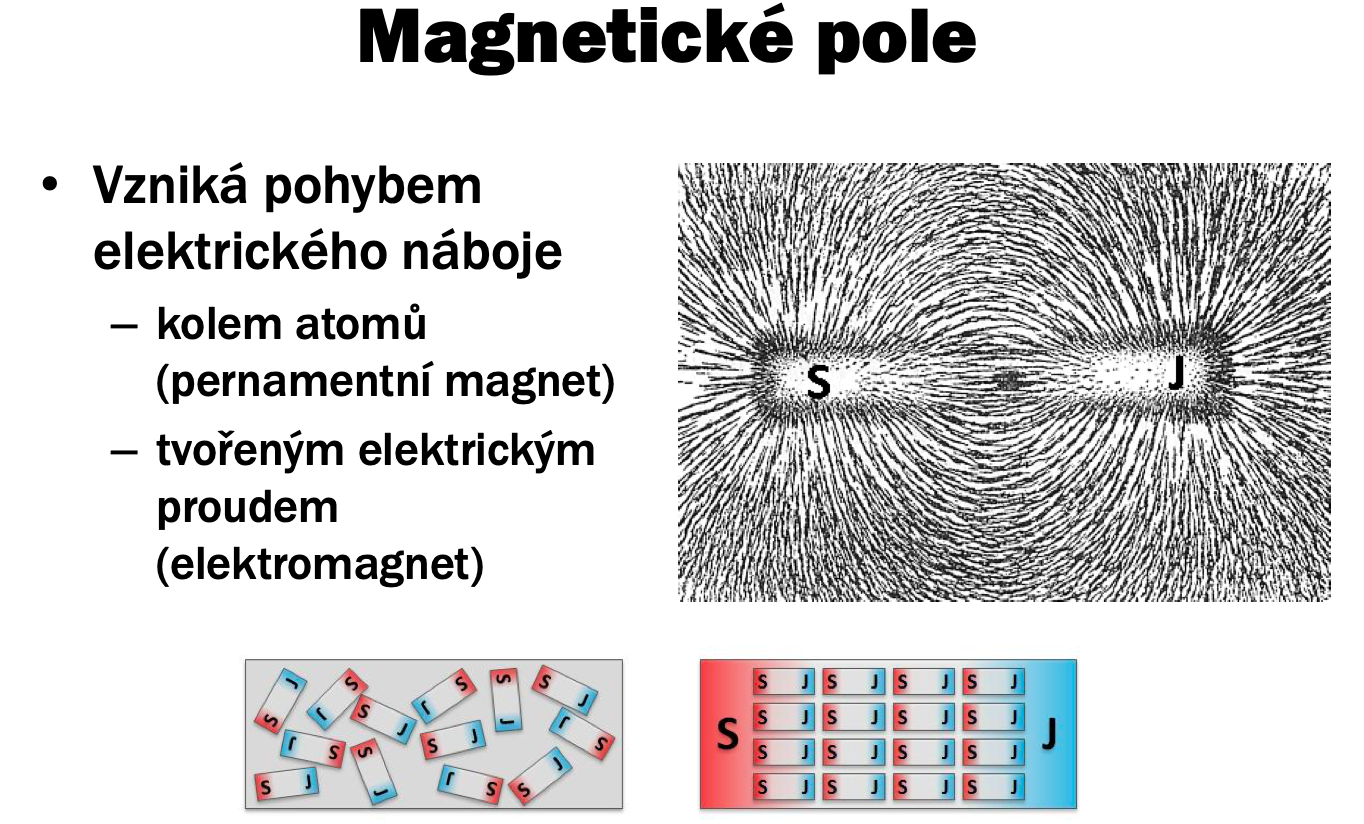 Magnetické pole
• Vzniká pohybem
elektrického náboje
– kolem atomů
(pernamentní magnet)
– tvořeným elektrickým
proudem
(elektromagnet)
S J
J S
S J
S J
J S
S J
S J
J S
J S
S J
S J
S J
J S
S J
S J S J S J S J
S J S J S J S J
S J
S J S J S J S J
S J S J S J S J